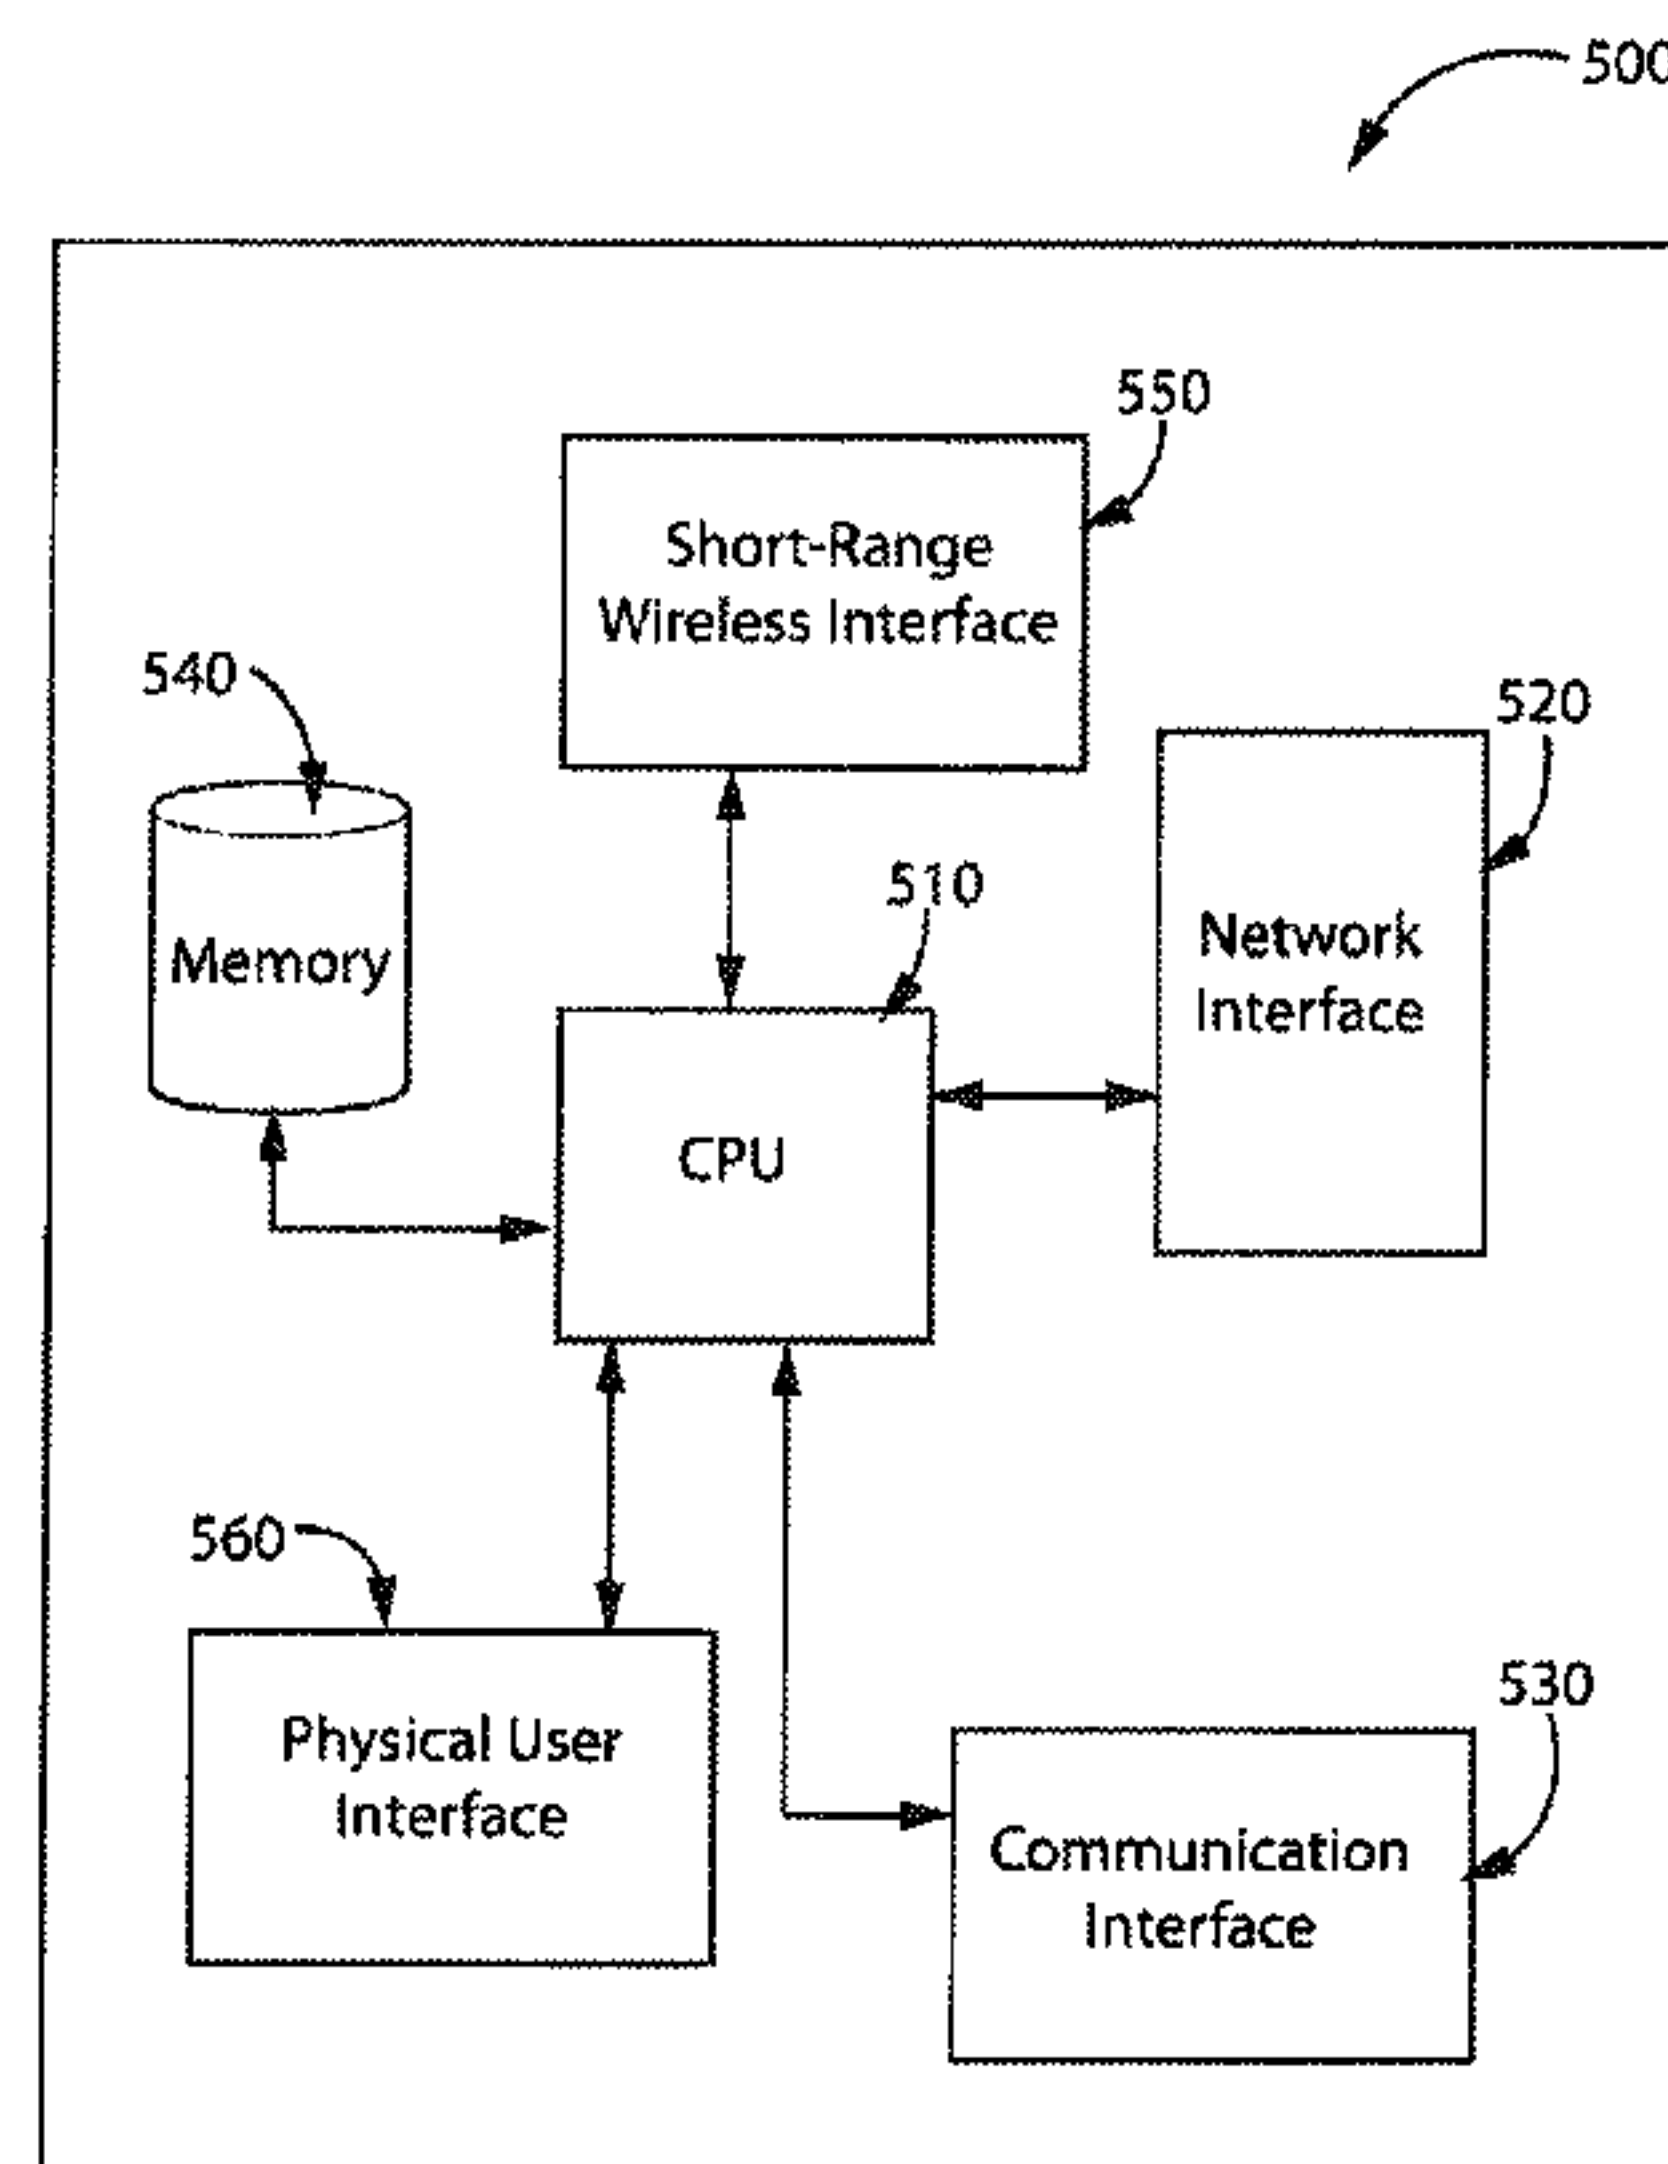 500
550
Short-Range
Wireless Interface
540
520
510
Memory
Network
Interface
CPU
560
530
Physical User
Interface
Communication
Interface